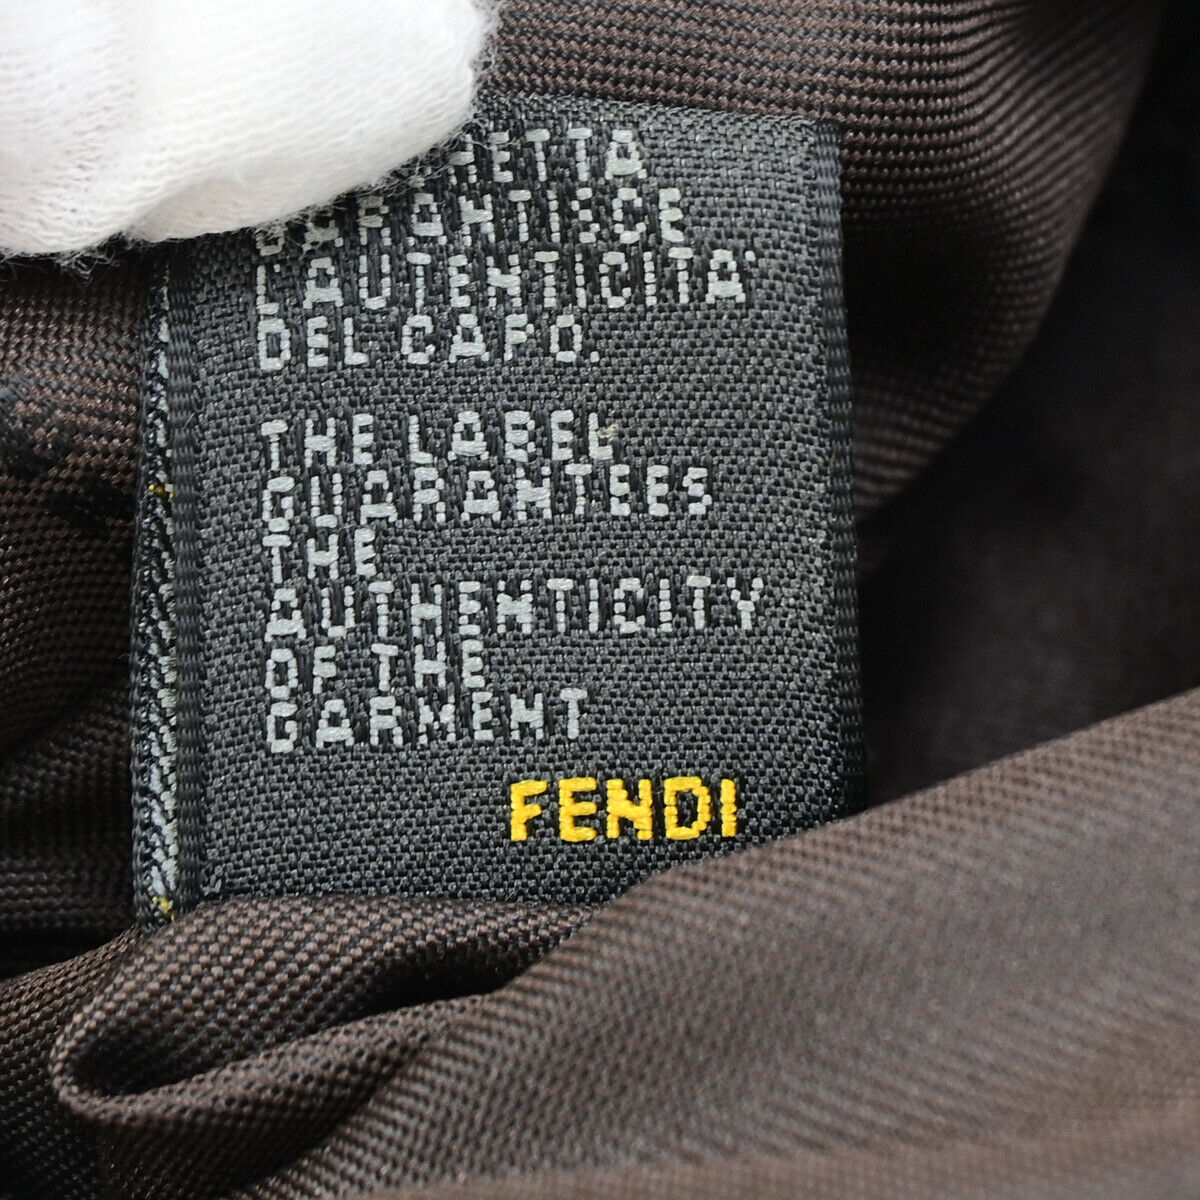 GARANTISCE
L'AUTENTICITA'
DEL CAPO.
THE LABEL
GUARANTEES
THE
AUTHENTICITY
OF THE
GARMENT
FENDI